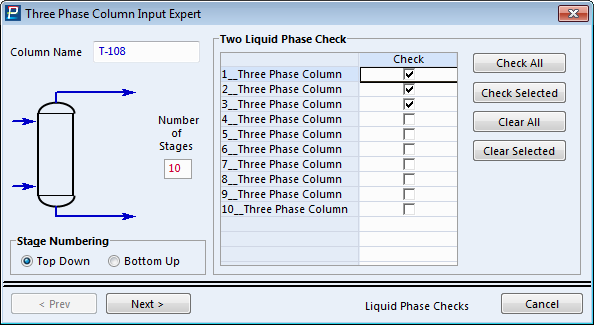 Three Phase Column Input Expert
Column Name T-108
Number
of
Stages
10
Stage Numbering
Top Down Bottom Up
Two Liquid Phase Check
Check
1__Three Phase Column
2__Three Phase Column
3__Three Phase Column
4__Three Phase Column
5__Three Phase Column
6__Three Phase Column
7__Three Phase Column
8__Three Phase Column
9__Three Phase Column
10__Three Phase Column
Check All
Check Selected
Clear All
Clear Selected
< Prev Next > Liquid Phase Checks Cancel